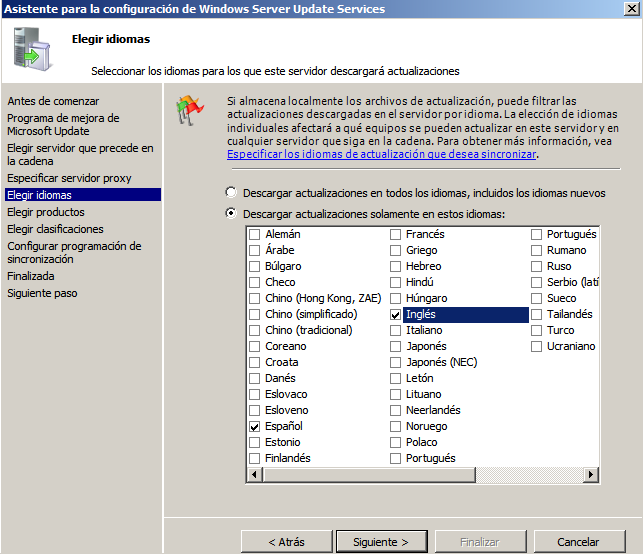 Asistente para la configuración de Windows Server Update Services
Elegir idiomas
Seleccionar los idiomas para los que este servidor descargará actualizaciones
Antes de comenzar
Programa de mejora de
Microsoft Update
Elegir servidor que precede en
la cadena
Especificar servidor proxy
Elegir idiomas
Elegir productos
Elegir clasificaciones
Configurar programación de
sincronización
Finalizada
Siguiente paso
Si almacena localmente los archivos de actualización, puede filtrar las
actualizaciones descargadas en el servidor por idioma. La elección de idiomas
individuales afectará a qué equipos se pueden actualizar en este servidor y en
cualquier servidor que siga en la cadena. Para obtener más información, vea
Especificar los idiomas de actualización que desea sincronizar.
Descargar actualizaciones en todos los idiomas, incluidos los idiomas nuevos
Descargar actualizaciones solamente en estos idiomas:
Alemán
Árabe
Búlgaro
Checo
Chino (Hong Kong, ZAE)
Chino (simplificado)
Chino (tradicional)
Coreano
Croata
Danés
Eslovaco
Esloveno
Español
Estonio
Finlandés
Francés
Griego
Hebreo
Hindú
Húngaro
Inglés
Italiano
Japonés
Japonés (NEC)
Letón
Lituano
Neerlandés
Noruego
Polaco
Portugués
Portugués
Rumano
Ruso
Serbio (latí
Sueco
Tailandés
Turco
Ucraniano
< Atrás
Siguiente >
Finalizar
Cancelar